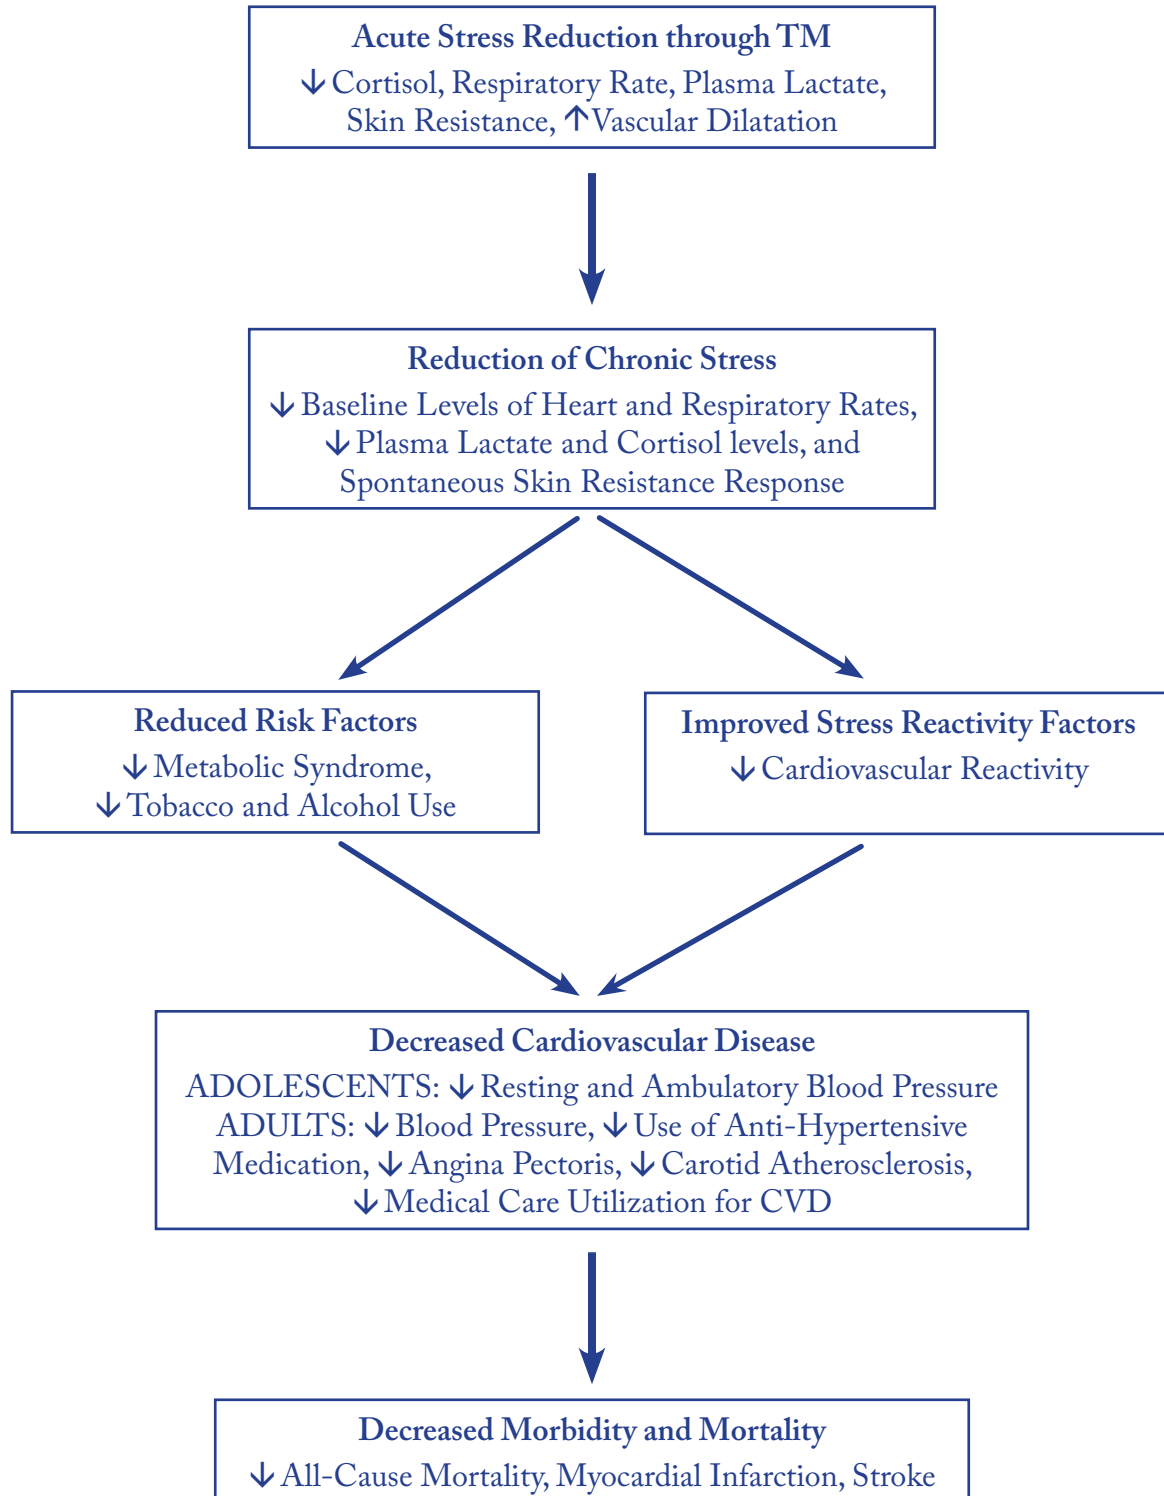 Acute Stress Reduction through TM
↓ Cortisol, Respiratory Rate, Plasma Lactate,
Skin Resistance, ↑ Vascular Dilatation
Reduction of Chronic Stress
↓ Baseline Levels of Heart and Respiratory Rates,
↓ Plasma Lactate and Cortisol levels, and
Spontaneous Skin Resistance Response
Reduced Risk Factors
↓ Metabolic Syndrome,
↓ Tobacco and Alcohol Use
Improved Stress Reactivity Factors
↓ Cardiovascular Reactivity
Decreased Cardiovascular Disease
ADOLESCENTS: ↓ Resting and Ambulatory Blood Pressure
ADULTS: ↓ Blood Pressure, ↓ Use of Anti-Hypertensive
Medication, ↓ Angina Pectoris, ↓ Carotid Atherosclerosis,
↓ Medical Care Utilization for CVD
Decreased Morbidity and Mortality
↓ All-Cause Mortality, Myocardial Infarction, Stroke